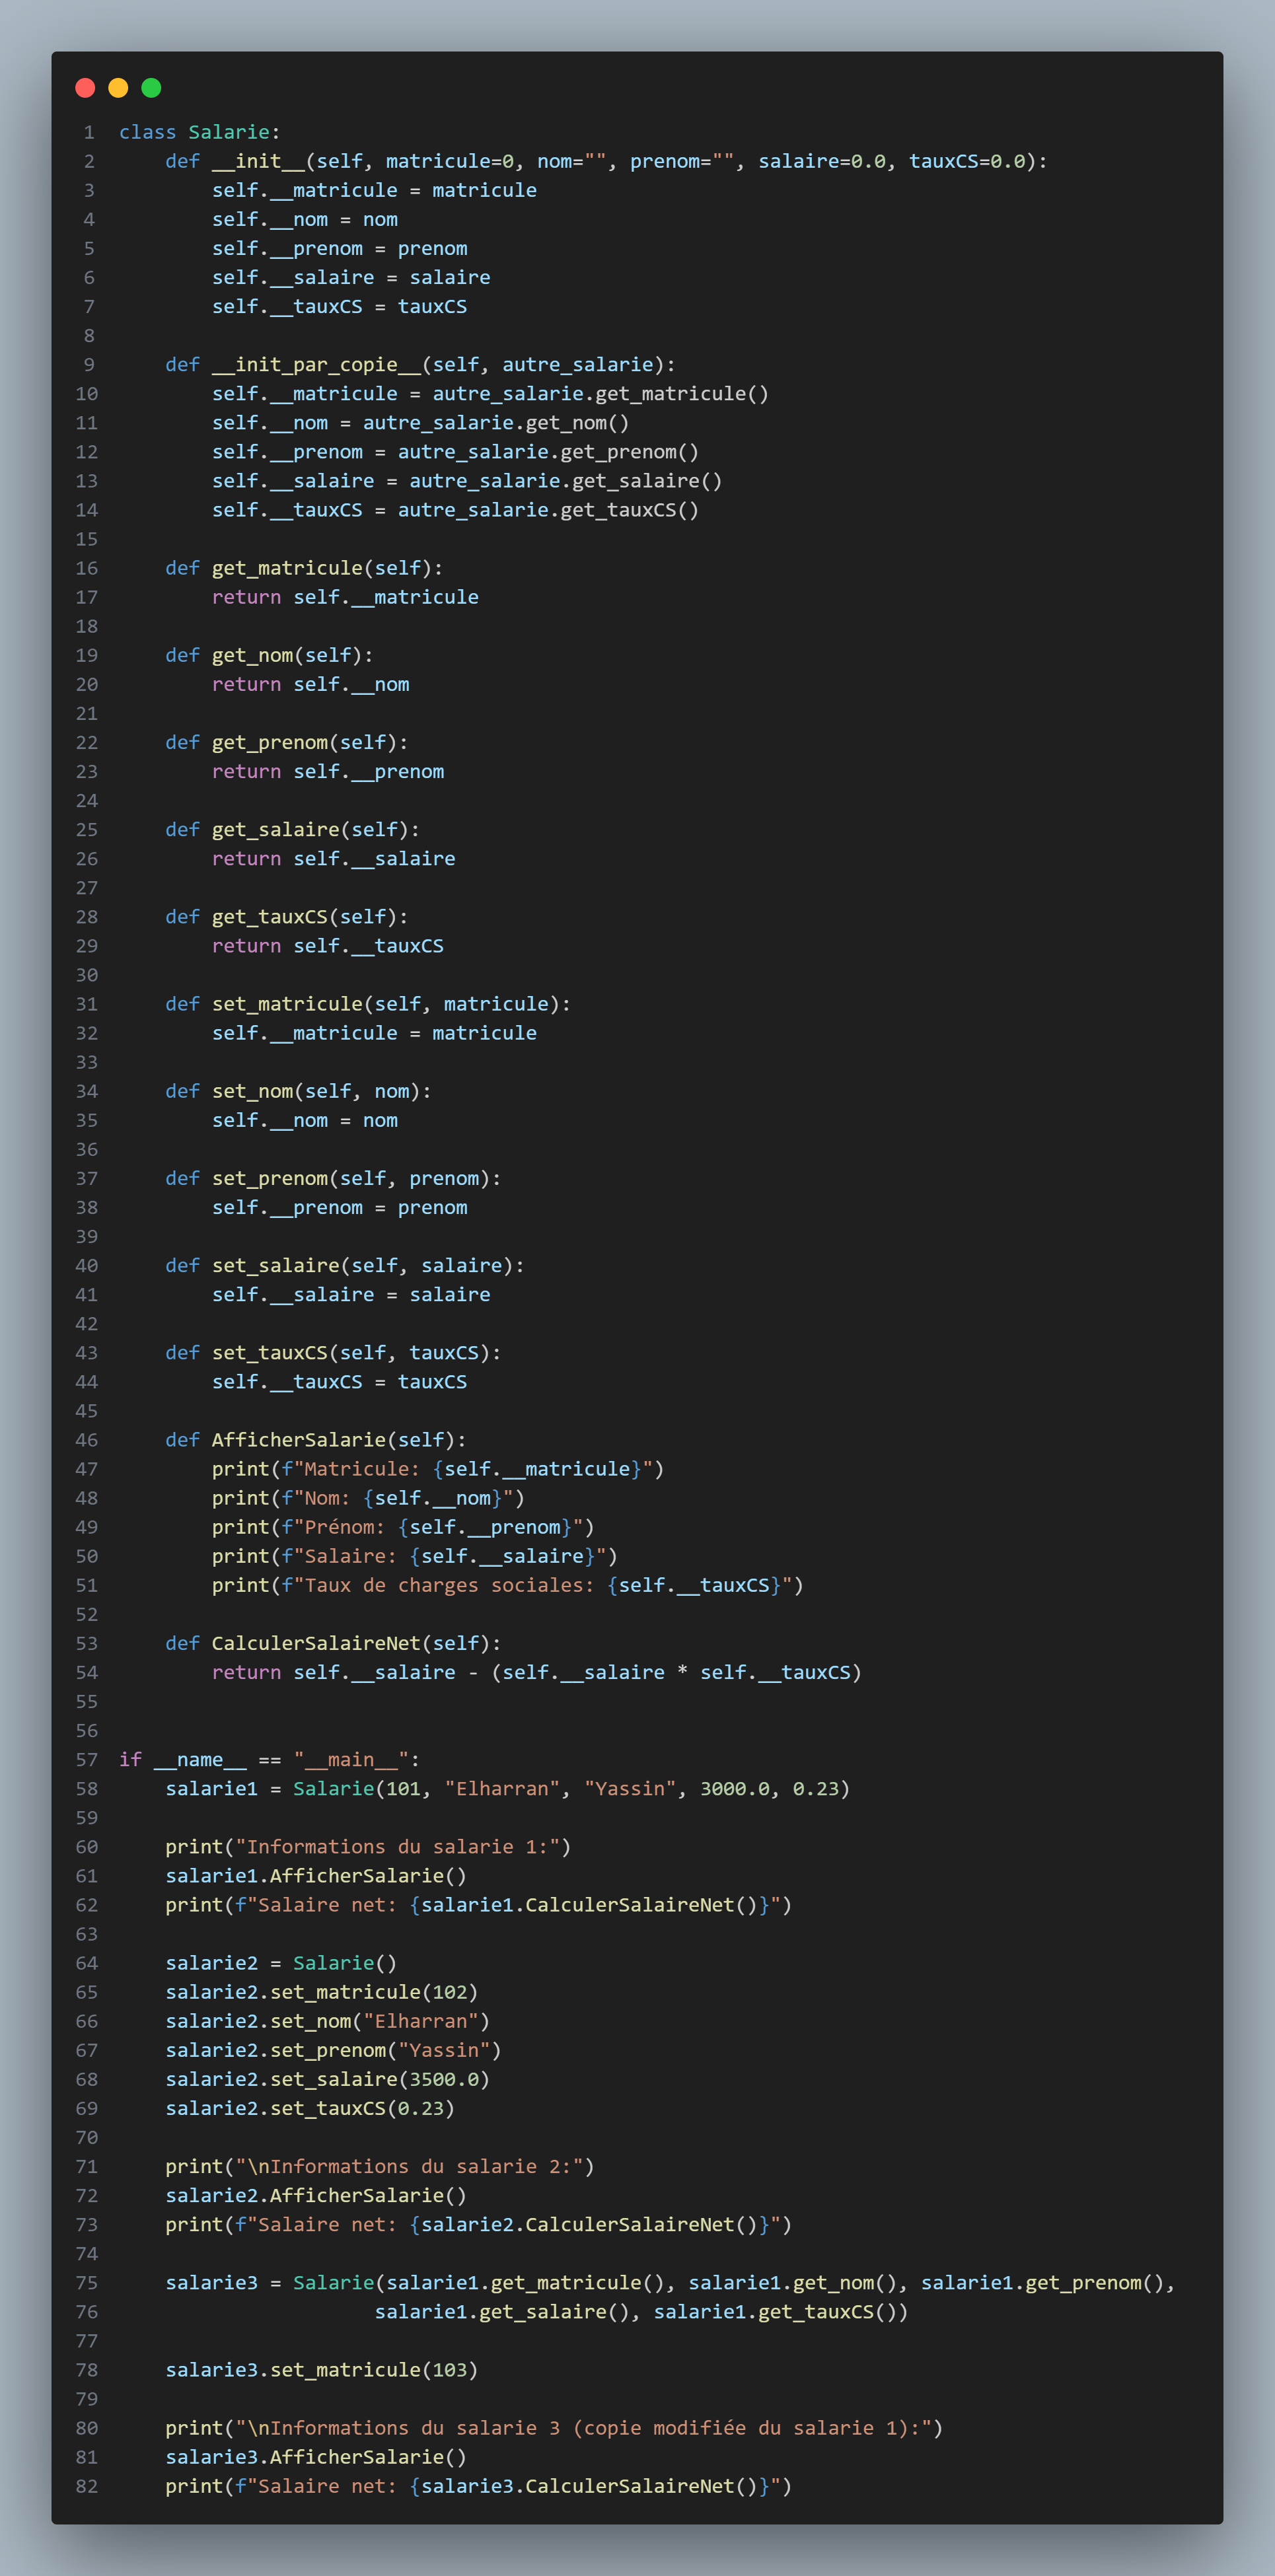 1 class Salarie:
2     def __init__(self, matricule=0, nom="", prenom="", salaire=0.0, tauxCS=0.0):
3         self.__matricule = matricule
4         self.__nom = nom
5         self.__prenom = prenom
6         self.__salaire = salaire
7         self.__tauxCS = tauxCS
8
9     def __init_par_copie__(self, autre_salarie):
10         self.__matricule = autre_salarie.get_matricule()
11         self.__nom = autre_salarie.get_nom()
12         self.__prenom = autre_salarie.get_prenom()
13         self.__salaire = autre_salarie.get_salaire()
14         self.__tauxCS = autre_salarie.get_tauxCS()
15
16     def get_matricule(self):
17         return self.__matricule
18
19     def get_nom(self):
20         return self.__nom
21
22     def get_prenom(self):
23         return self.__prenom
24
25     def get_salaire(self):
26         return self.__salaire
27
28     def get_tauxCS(self):
29         return self.__tauxCS
30
31     def set_matricule(self, matricule):
32         self.__matricule = matricule
33
34     def set_nom(self, nom):
35         self.__nom = nom
36
37     def set_prenom(self, prenom):
38         self.__prenom = prenom
39
40     def set_salaire(self, salaire):
41         self.__salaire = salaire
42
43     def set_tauxCS(self, tauxCS):
44         self.__tauxCS = tauxCS
45
46     def AfficherSalarie(self):
47         print(f"Matricule: {self.__matricule}")
48         print(f"Nom: {self.__nom}")
49         print(f"Prénom: {self.__prenom}")
50         print(f"Salaire: {self.__salaire}")
51         print(f"Taux de charges sociales: {self.__tauxCS}")
52
53     def CalculerSalaireNet(self):
54         return self.__salaire - (self.__salaire * self.__tauxCS)
55
56
57 if __name__ == "__main__":
58     salarie1 = Salarie(101, "Elharran", "Yassin", 3000.0, 0.23)
59
60     print("Informations du salarie 1:")
61     salarie1.AfficherSalarie()
62     print(f"Salaire net: {salarie1.CalculerSalaireNet()}")
63
64     salarie2 = Salarie()
65     salarie2.set_matricule(102)
66     salarie2.set_nom("Elharran")
67     salarie2.set_prenom("Yassin")
68     salarie2.set_salaire(3500.0)
69     salarie2.set_tauxCS(0.23)
70
71     print("\nInformations du salarie 2:")
72     salarie2.AfficherSalarie()
73     print(f"Salaire net: {salarie2.CalculerSalaireNet()}")
74
75     salarie3 = Salarie(salarie1.get_matricule(), salarie1.get_nom(), salarie1.get_prenom(),
76                       salarie1.get_salaire(), salarie1.get_tauxCS())
77
78     salarie3.set_matricule(103)
79
80     print("\nInformations du salarie 3 (copie modifiée du salarie 1):")
81     salarie3.AfficherSalarie()
82     print(f"Salaire net: {salarie3.CalculerSalaireNet()}")